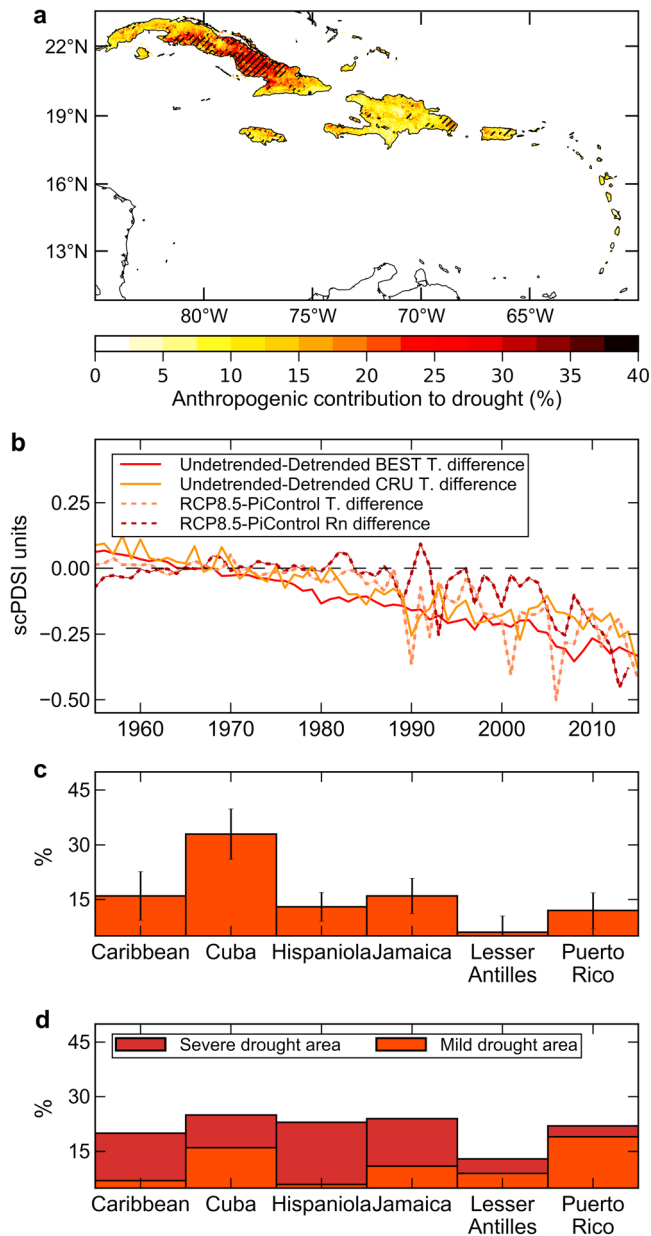 a
22°N
19°N
16°N
13°N
80°W 75°W 70°W 65°W
0 5 10 15 20 25 30 35 40
Anthropogenic contribution to drought (%)
b
Undetrended-Detrended BEST T. difference
Undetrended-Detrended CRU T. difference
RCP8.5-PiControl T. difference
RCP8.5-PiControl Rn difference
scPDSI units
0.25
0.00
−0.25
−0.50
1960 1970 1980 1990 2000 2010
c
45
30
15
%
Caribbean Cuba Hispaniola Jamaica Lesser Antilles Puerto Rico
d
Severe drought area Mild drought area
45
30
15
%
Caribbean Cuba Hispaniola Jamaica Lesser Antilles Puerto Rico